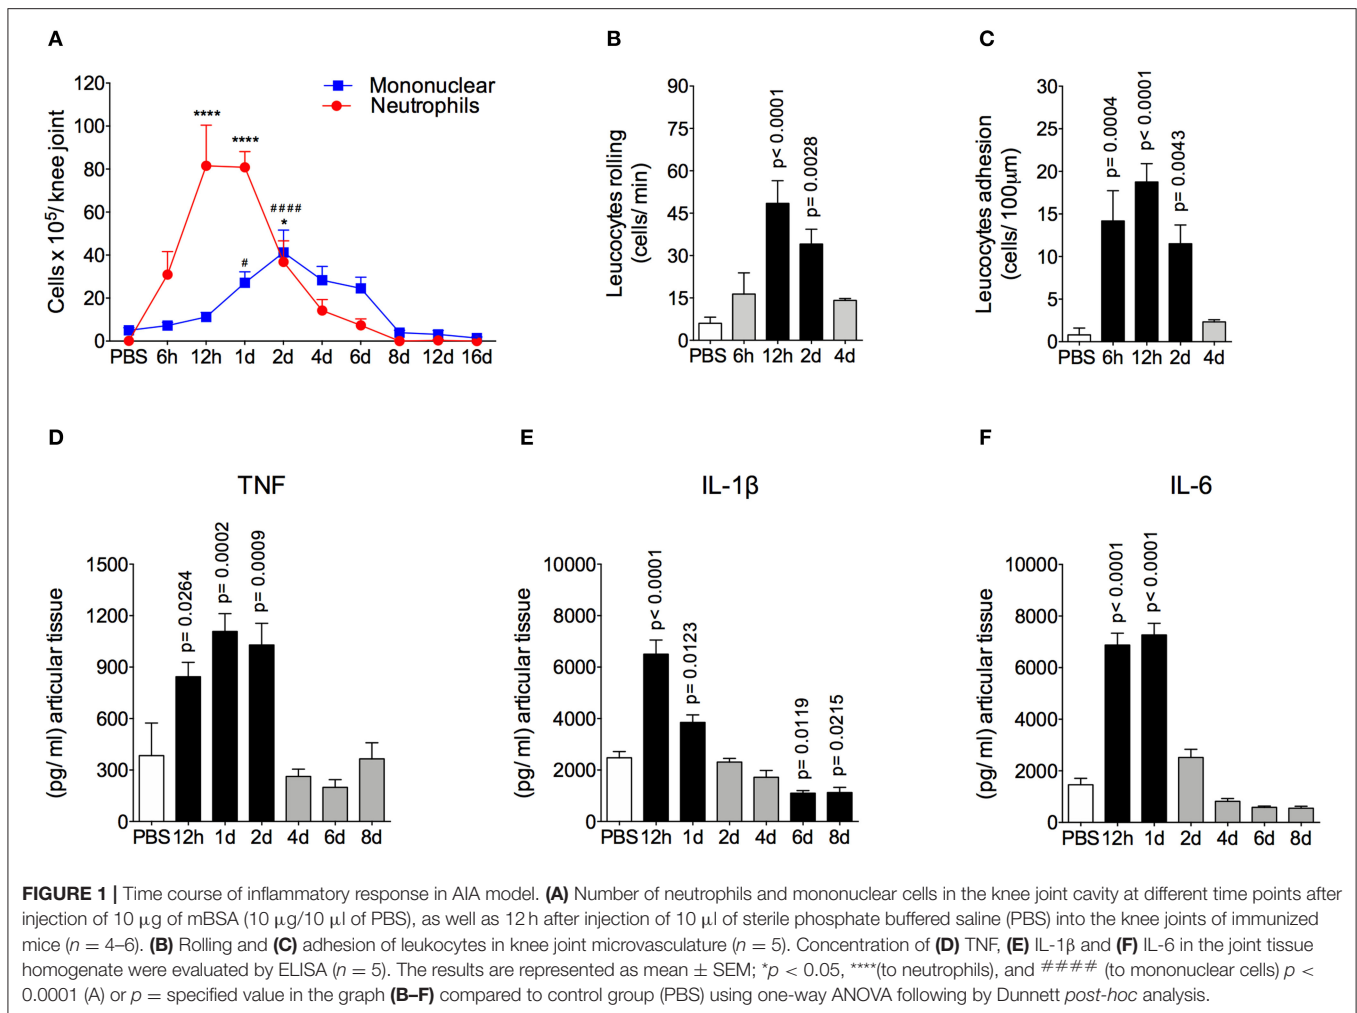 A
120
100
80
60
40
20
0
Cells x 10⁵/ knee joint
Mononuclear
Neutrophils
****
****
####
*
#
PBS 6h 12h 1d 2d 4d 6d 8d 12d 16d
B
90
75
60
45
30
15
0
Leucocytes rolling
(cells/ min)
p< 0.0001
p= 0.0028
PBS 6h 12h 2d 4d
C
30
25
20
15
10
5
0
Leucocytes adhesion
(cells/ 100µm)
p= 0.0004
p< 0.0001
p= 0.0043
PBS 6h 12h 2d 4d
D
TNF
1500
1200
900
600
300
0
(pg/ ml) articular tissue
p= 0.0264
p= 0.0002
p= 0.0009
PBS 12h 1d 2d 4d 6d 8d
E
IL-1β
10000
8000
6000
4000
2000
0
(pg/ ml) articular tissue
p< 0.0001
p= 0.0123
p= 0.0119
p= 0.0215
PBS 12h 1d 2d 4d 6d 8d
F
IL-6
10000
8000
6000
4000
2000
0
(pg/ ml) articular tissue
p< 0.0001
p< 0.0001
PBS 12h 1d 2d 4d 6d 8d
FIGURE 1 | Time course of inflammatory response in AIA model. (A) Number of neutrophils and mononuclear cells in the knee joint cavity at different time points after
injection of 10 µg of mBSA (10 µg/10 µl of PBS), as well as 12 h after injection of 10 µl of sterile phosphate buffered saline (PBS) into the knee joints of immunized
mice (n = 4–6). (B) Rolling and (C) adhesion of leukocytes in knee joint microvasculature (n = 5). Concentration of (D) TNF, (E) IL-1β and (F) IL-6 in the joint tissue
homogenate were evaluated by ELISA (n = 5). The results are represented as mean ± SEM; *p < 0.05, ****(to neutrophils), and #### (to mononuclear cells) p <
0.0001 (A) or p = specified value in the graph (B–F) compared to control group (PBS) using one-way ANOVA following by Dunnett post-hoc analysis.